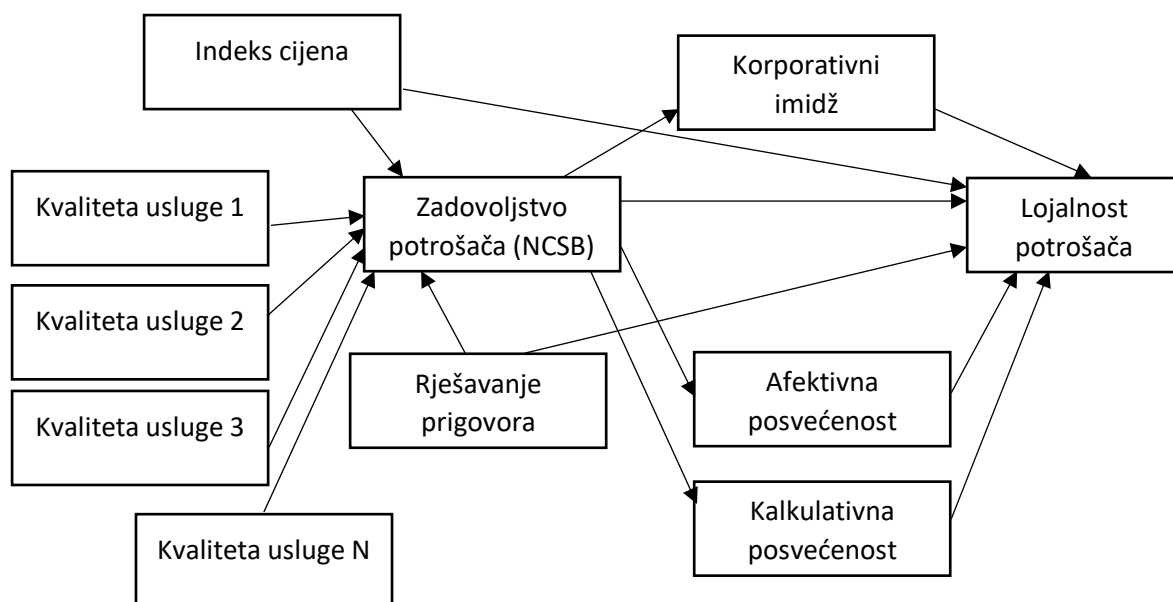 Indeks cijena
Korporativni
imidž
Kvaliteta usluge 1
Zadovoljstvo
potrošača (NCSB)
Lojalnost
potrošača
Kvaliteta usluge 2
Kvaliteta usluge 3
Rješavanje
prigovora
Afektivna
posvećenost
Kvaliteta usluge N
Kalkulativna
posvećenost